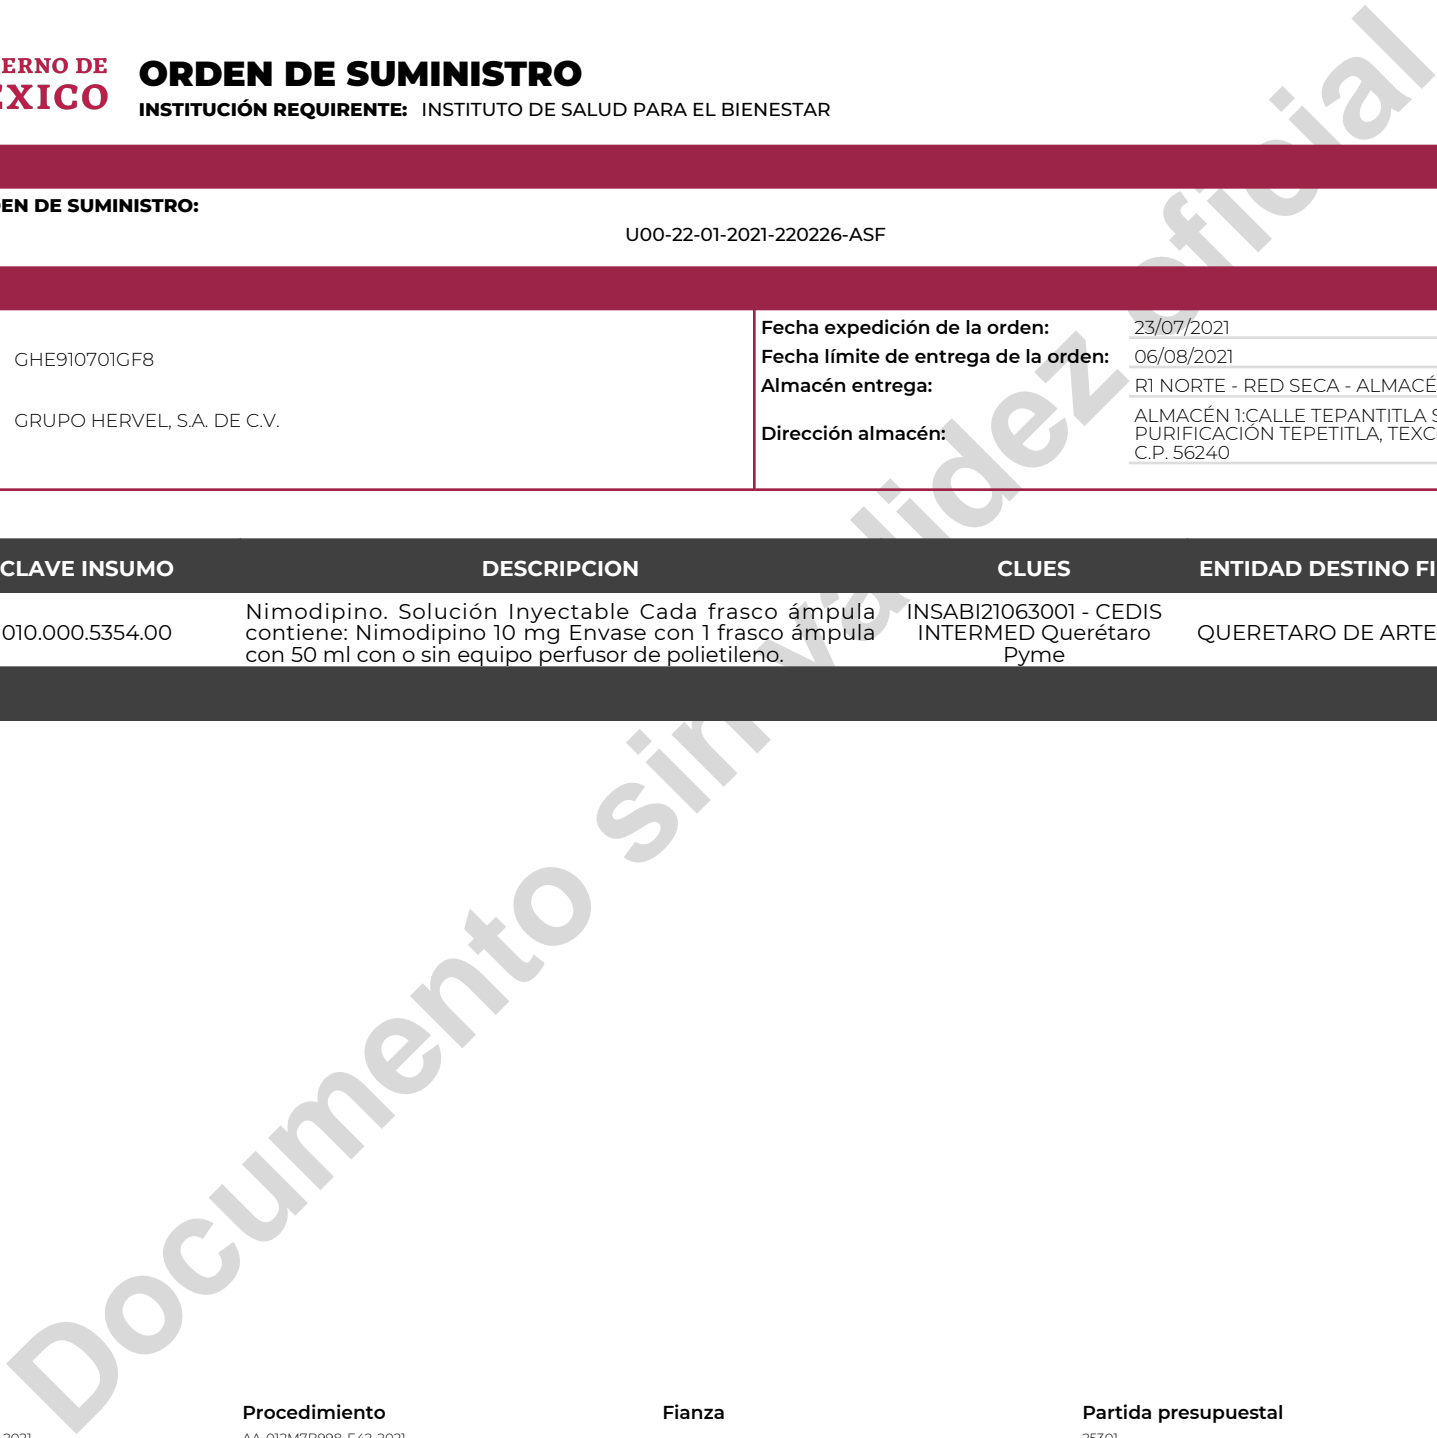 ERNO DE
EXICO
ORDEN DE SUMINISTRO
INSTITUCIÓN REQUIRENTE: INSTITUTO DE SALUD PARA EL BIENESTAR
EN DE SUMINISTRO:
U00-22-01-2021-220226-ASF
GHE910701GF8
GRUPO HERVEL, S.A. DE C.V.
Fecha expedición de la orden: 23/07/2021
Fecha límite de entrega de la orden: 06/08/2021
Almacén entrega: R1 NORTE - RED SECA - ALMACÉ
Dirección almacén:
ALMACÉN 1:CALLE TEPANTITLA S
PURIFICACIÓN TEPETITLA, TEXC
C.P. 56240
CLAVE INSUMO DESCRIPCION CLUES ENTIDAD DESTINO FI
010.000.5354.00
Nimodipino. Solución Inyectable Cada frasco ámpula
contiene: Nimodipino 10 mg Envase con 1 frasco ámpula
con 50 ml con o sin equipo perfusor de polietileno.
INSABI21063001 - CEDIS
INTERMED Querétaro
Pyme
QUERETARO DE ARTE
Documento sin validez oficial
Procedimiento Fianza Partida presupuestal